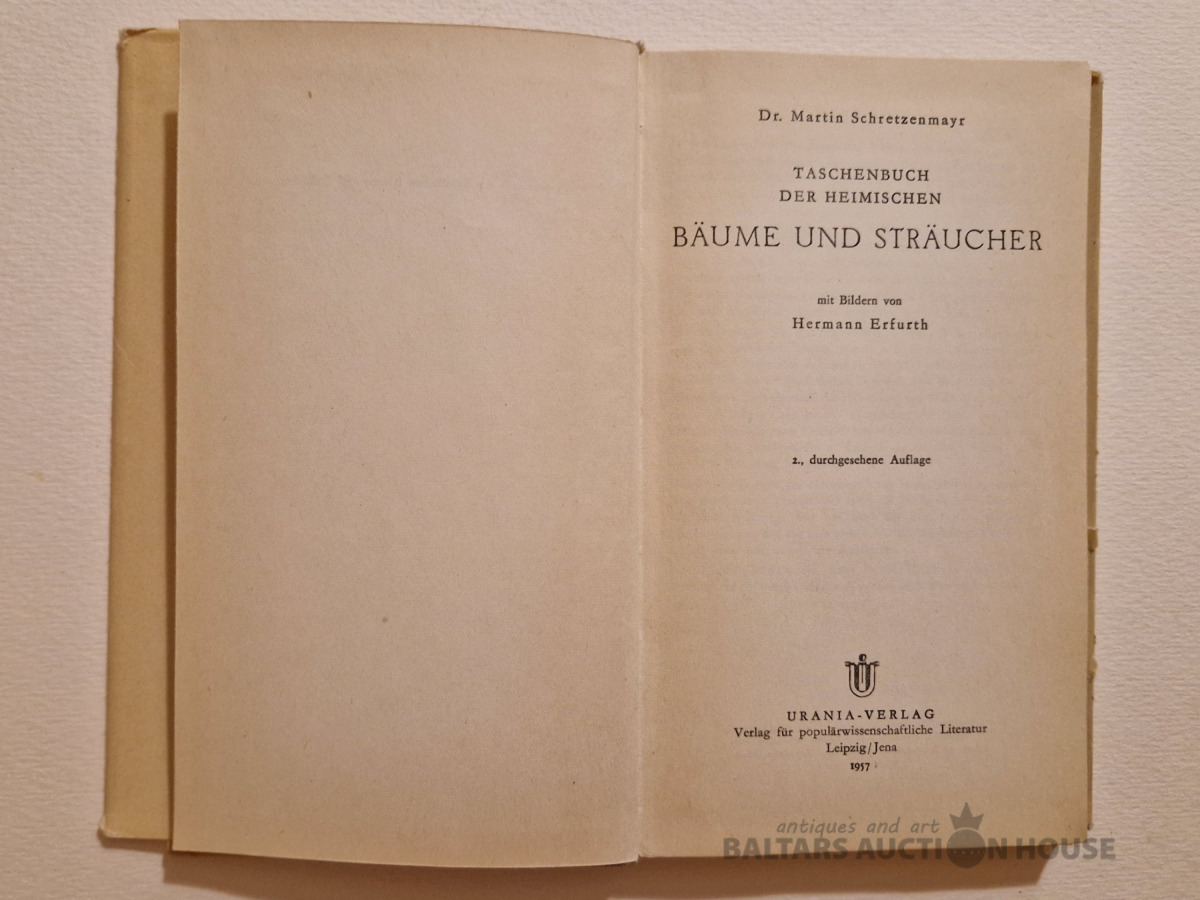 Dr. Martin Schretzenmayr
TASCHENBUCH
DER HEIMISCHEN
BÄUME UND STRÄUCHER
mit Bildern von
Hermann Erfurth
2., durchgesehene Auflage
URANIA-VERLAG
Verlag für populärwissenschaftliche Literatur
Leipzig/Jena
1957
antiques and art
BALTARS AUCTION HOUSE